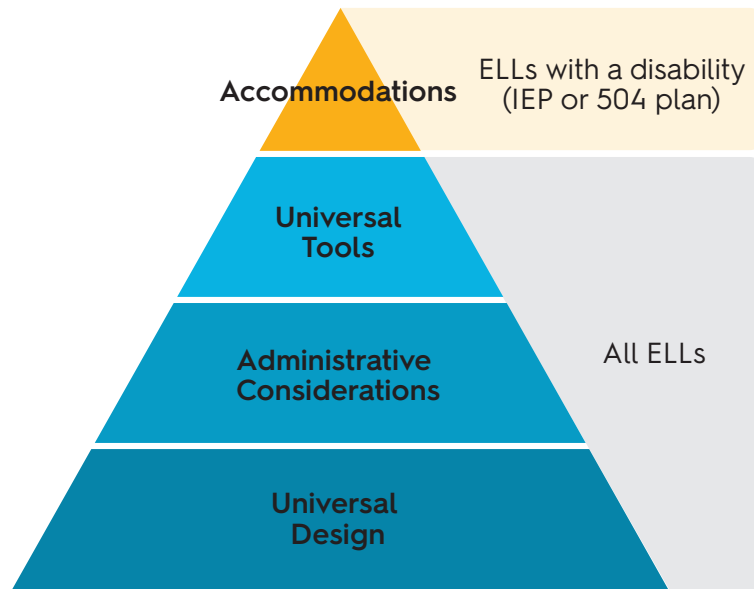 Accommodations
ELLs with a disability
(IEP or 504 plan)
Universal
Tools
Administrative
Considerations
All ELLs
Universal
Design